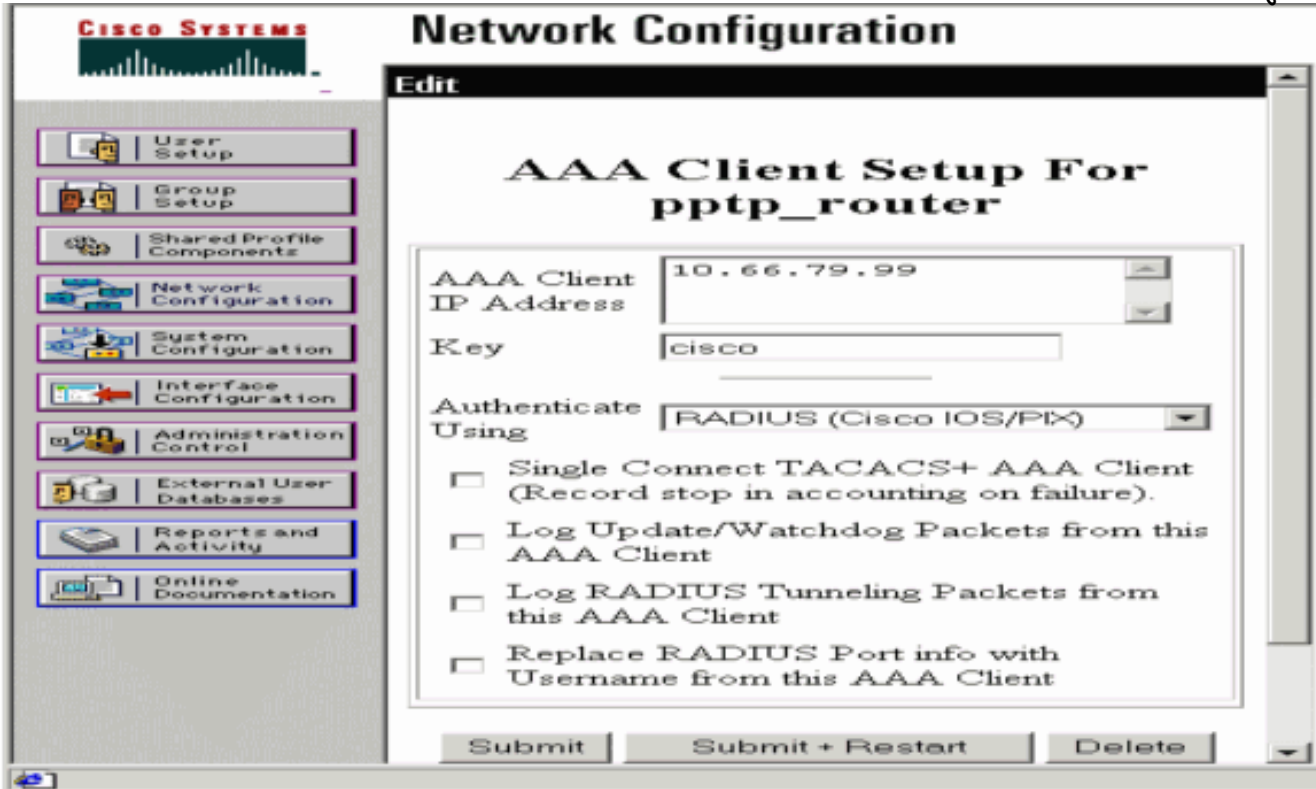 CISCO SYSTEMS
Network Configuration
User
Setup
Group
Setup
Shared Profile
Components
Network
Configuration
System
Configuration
Interface
Configuration
Administration
Control
External User
Databases
Reports and
Activity
Online
Documentation
Edit
AAA Client Setup For
pptp_router
AAA Client
IP Address
10.66.79.99
Key
cisco
Authenticate
Using
RADIUS (Cisco IOS/PIX)
Single Connect TACACS+ AAA Client
(Record stop in accounting on failure).
Log Update/Watchdog Packets from this
AAA Client
Log RADIUS Tunneling Packets from
this AAA Client
Replace RADIUS Port info with
Username from this AAA Client
Submit
Submit + Restart
Delete